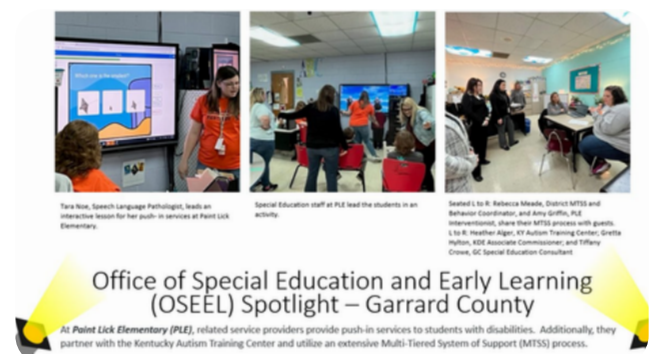 What can a fin make?
Tara Noe, Speech Language Pathologist, leads an
interactive lesson for her push- in services at Paint Lick
Elementary.
Special Education staff at PLE lead the students in an
activity.
Seated L to R: Rebecca Meade, District MTSS and
Behavior Coordinator, and Amy Griffin, PLE
Interventionist, share their MTSS process with guests.
L to R: Heather Alger, KY Autism Training Center; Gretta
Hylton, KDE Associate Commissioner; and Tiffany
Crowe, GC Special Education Consultant
Office of Special Education and Early Learning
(OSEEL) Spotlight – Garrard County
At Paint Lick Elementary (PLE), related service providers provide push-in services to students with disabilities. Additionally, they
partner with the Kentucky Autism Training Center and utilize an extensive Multi-Tiered System of Support (MTSS) process.